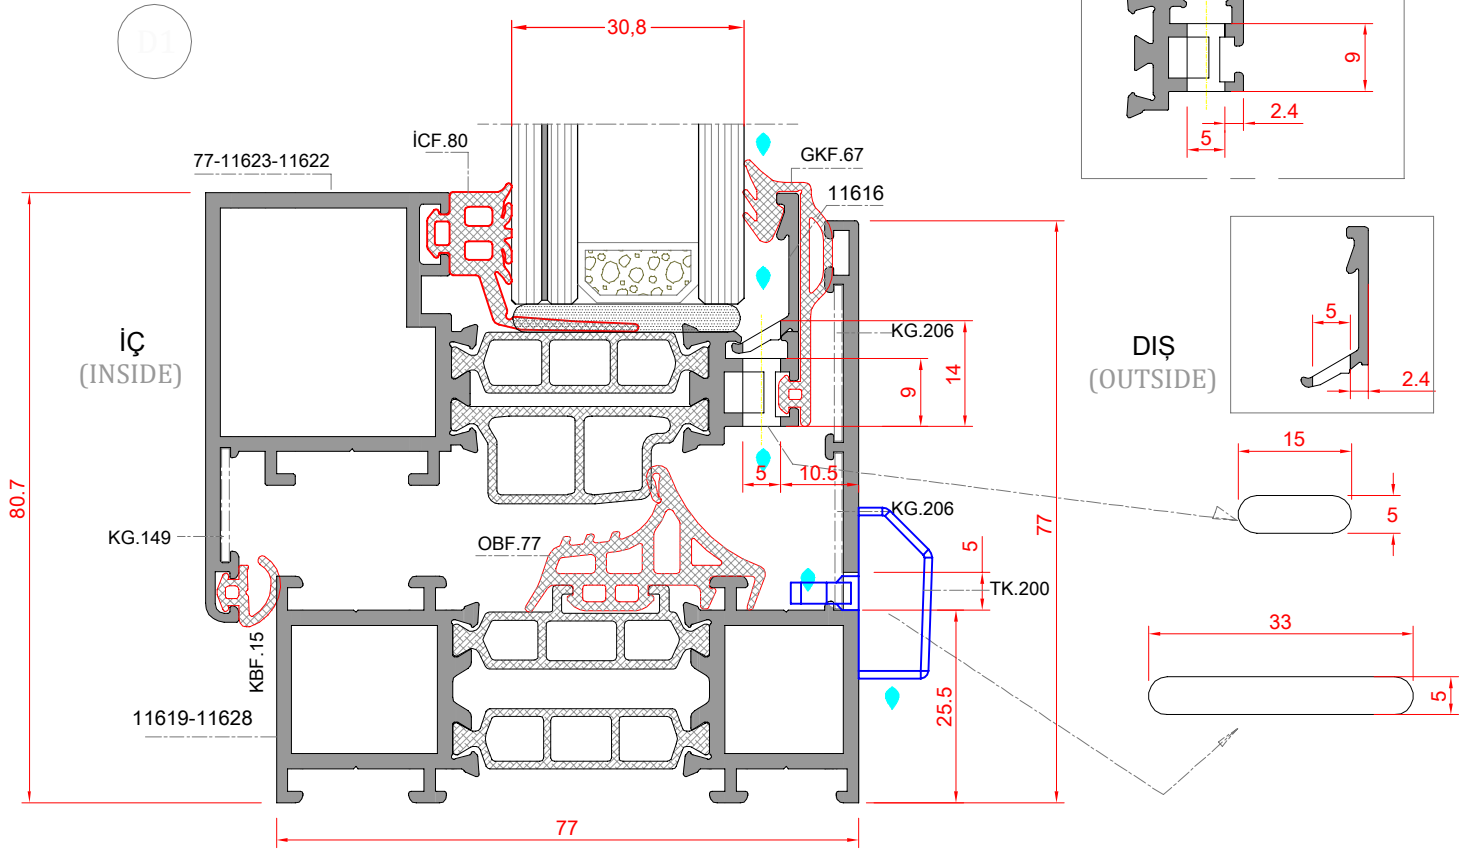 D1
30,8
9
2.4
5
İCF.80
GKF.67
77-11623-11622
11616
KG.206
İÇ
(INSIDE)
DIŞ
(OUTSIDE)
5
2.4
14
9
15
5
10.5
5
80.7
KG.149
OBF.77
KG.206
77
5
TK.200
33
5
KBF.15
25.5
11619-11628
77